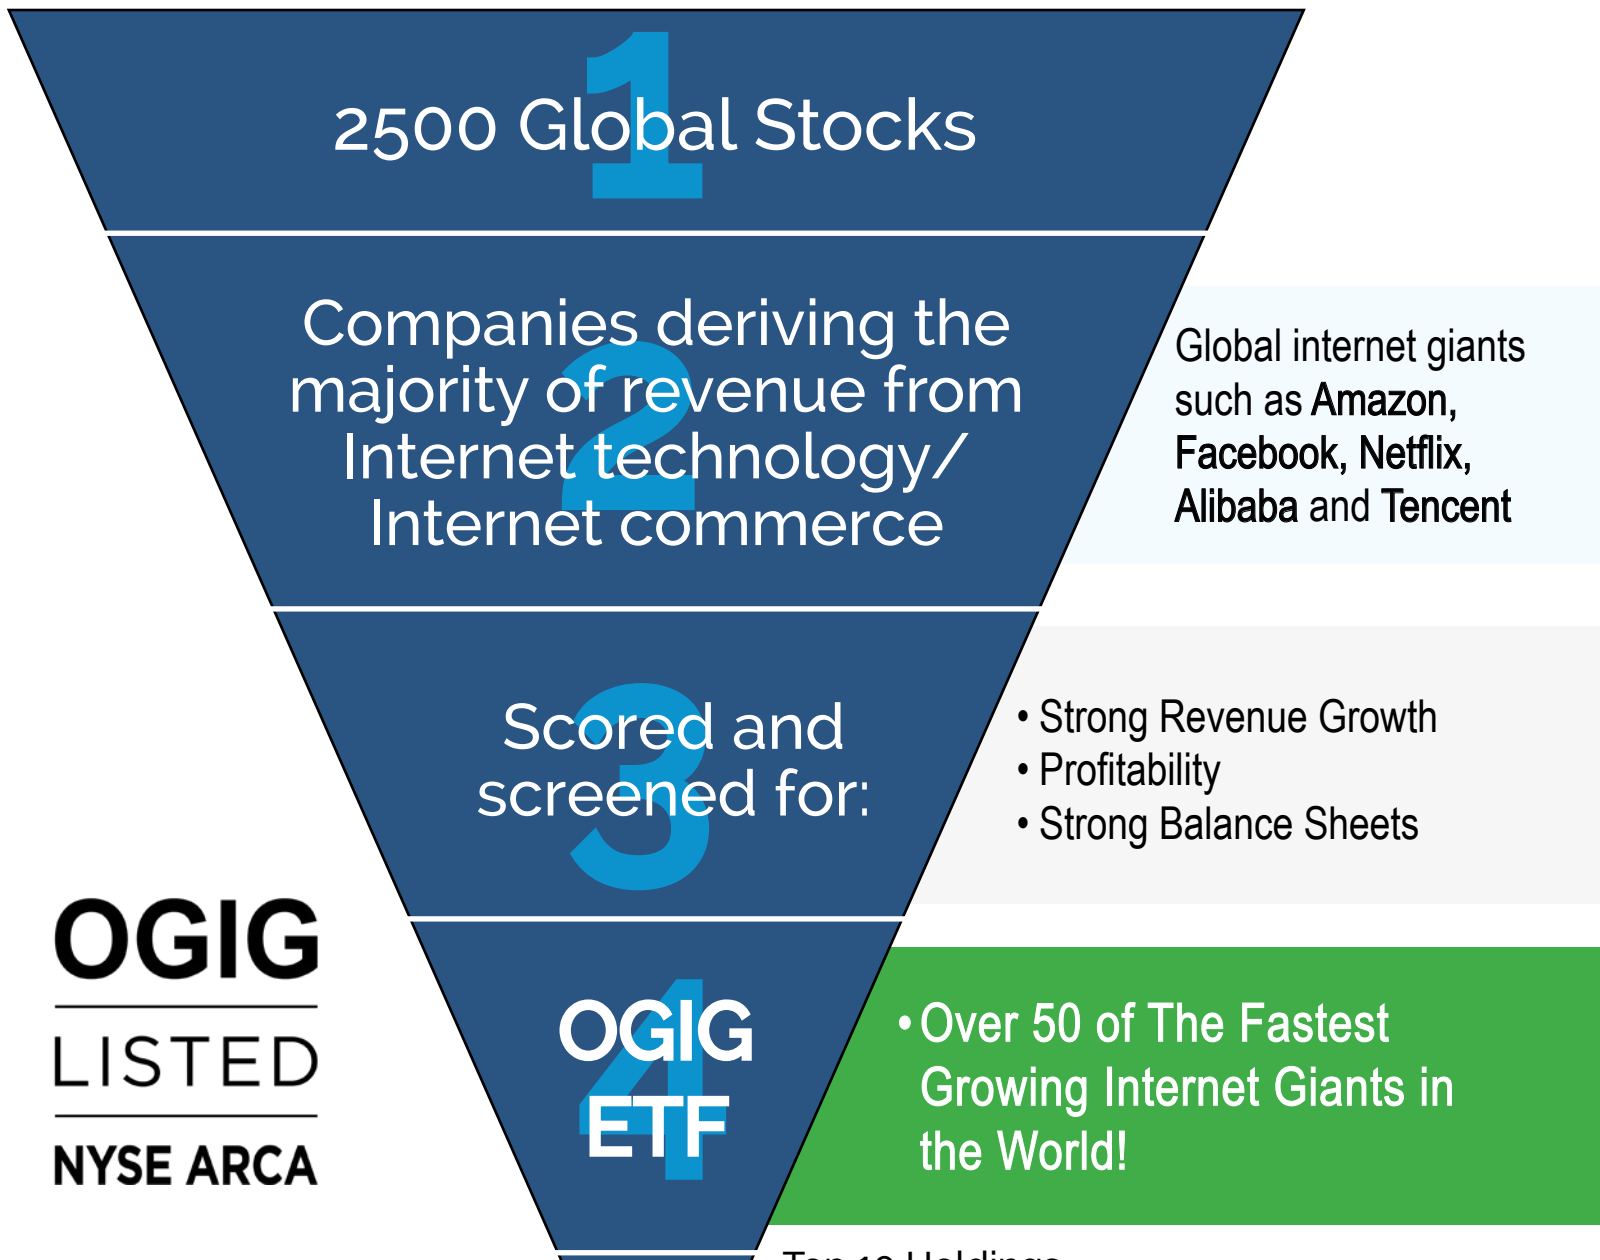 1
2500 Global Stocks
2
Companies deriving the
majority of revenue from
Internet technology/
Internet commerce
Global internet giants
such as Amazon,
Facebook, Netflix,
Alibaba and Tencent
3
Scored and
screened for:
• Strong Revenue Growth
• Profitability
• Strong Balance Sheets
OGIG
LISTED
NYSE ARCA
4
OGIG
ETF
• Over 50 of The Fastest
Growing Internet Giants in
the World!
Top 10 Holdings